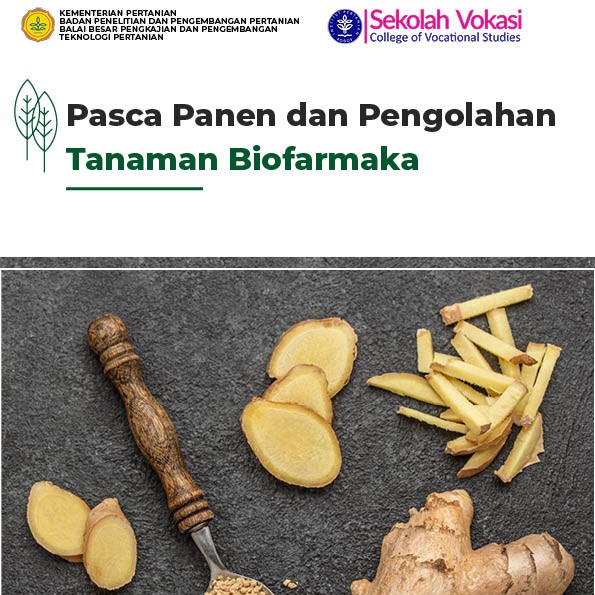 KEMENTERIAN PERTANIAN
BADAN PENELITIAN DAN PENGEMBANGAN PERTANIAN
BALAI BESAR PENGKAJIAN DAN PENGEMBANGAN
TEKNOLOGI PERTANIAN
Sekolah Vokasi
College of Vocational Studies
Pasca Panen dan Pengolahan
Tanaman Biofarmaka